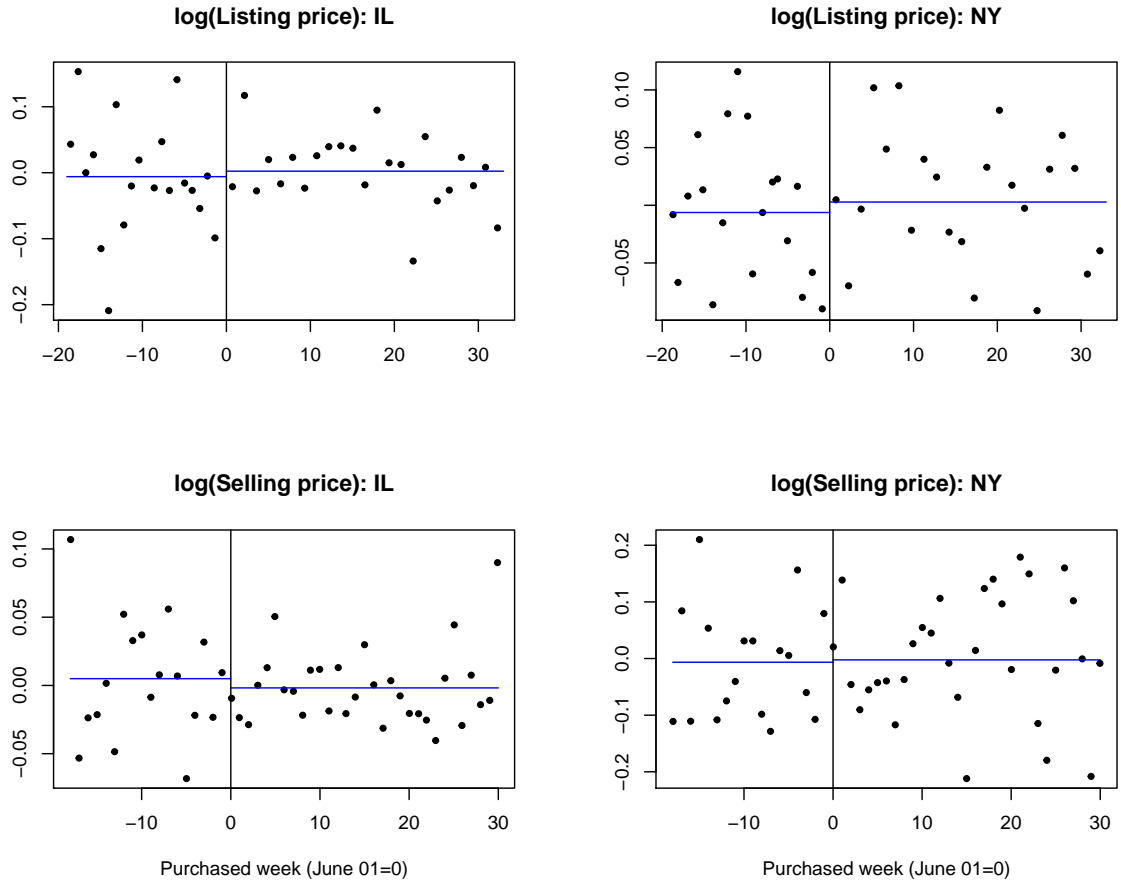 log(Listing price): IL
log(Listing price): NY
0.1
0.0
−0.1
−0.2
−20 −10 0 10 20 30
0.10
0.05
−0.05
−20 −10 0 10 20 30
log(Selling price): IL
log(Selling price): NY
0.10
0.05
0.00
−0.05
−10 0 10 20 30
Purchased week (June 01=0)
0.2
0.1
0.0
−0.1
−0.2
−10 0 10 20 30
Purchased week (June 01=0)